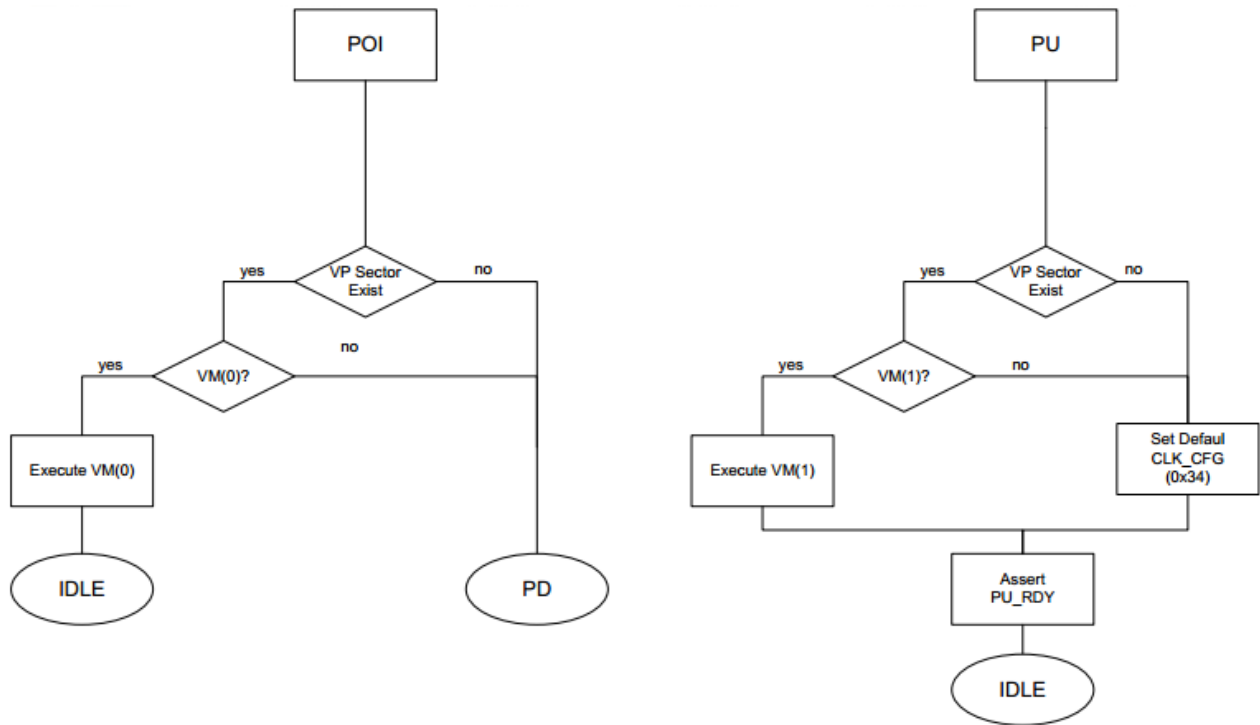 POI
VP Sector
Exist
yes
no
VM(0)?
yes
no
Execute VM(0)
IDLE
PD
PU
VP Sector
Exist
yes
no
VM(1)?
yes
no
Execute VM(1)
Set Defaul
CLK_CFG
(0x34)
Assert
PU_RDY
IDLE